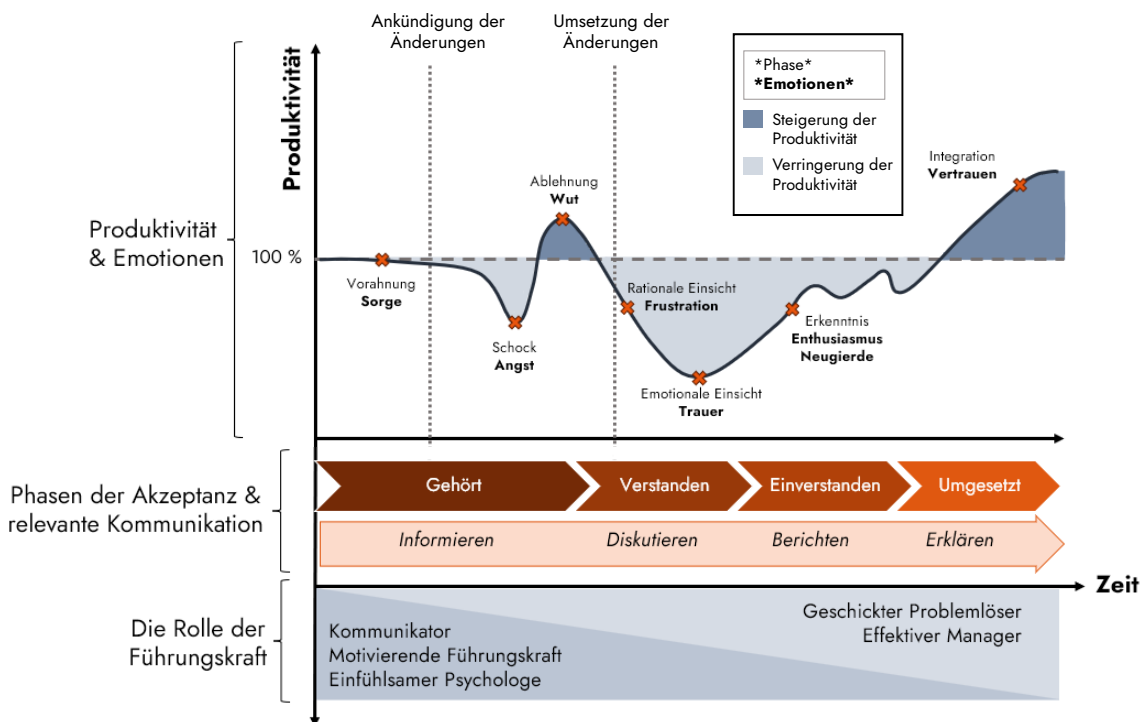 Ankündigung der
Änderungen
Umsetzung der
Änderungen
*Phase*
*Emotionen*
Steigerung der
Produktivität
Verringerung der
Produktivität
Produktivität
Produktivität
& Emotionen
100 %
Vorahnung
Sorge
Schock
Angst
Ablehnung
Wut
Rationale Einsicht
Frustration
Emotionale Einsicht
Trauer
Erkenntnis
Enthusiasmus
Neugierde
Integration
Vertrauen
Phasen der Akzeptanz &
relevante Kommunikation
Gehört
Verstanden
Einverstanden
Umgesetzt
Informieren
Diskutieren
Berichten
Erklären
Zeit
Die Rolle der
Führungskraft
Kommunikator
Motivierende Führungskraft
Einfühlsamer Psychologe
Geschickter Problemlöser
Effektiver Manager